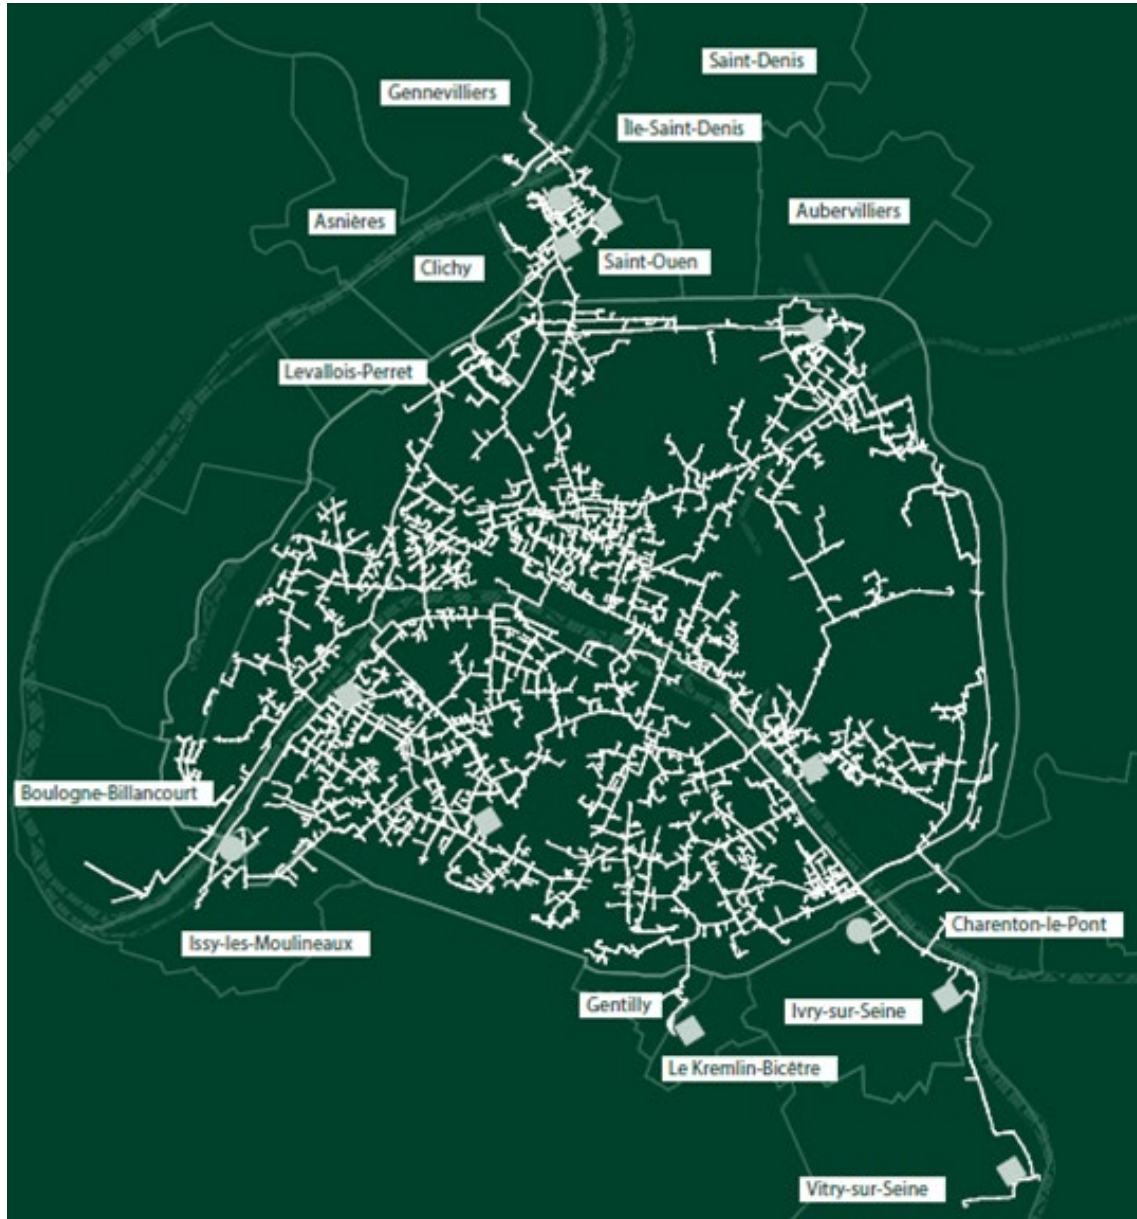 Saint-Denis
Gennevilliers
Île-Saint-Denis
Asnières
Aubervilliers
Clichy
Saint-Ouen
Levallois-Perret
Boulogne-Billancourt
Issy-les-Moulineaux
Charenton-le-Pont
Gentilly
Ivry-sur-Seine
Le Kremlin-Bicêtre
Vitry-sur-Seine